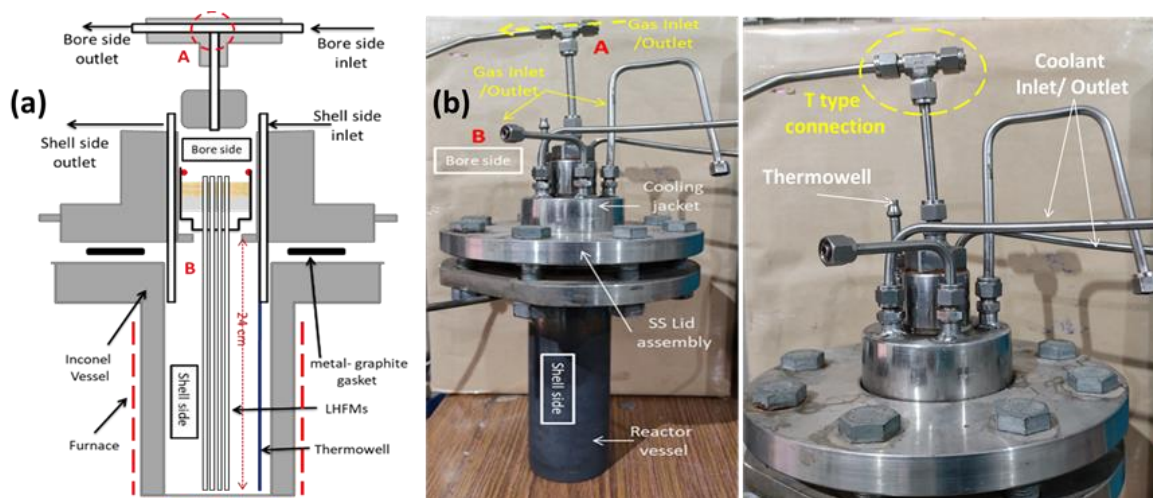 (a)
Bore side
outlet
A
Bore side
inlet
Shell side
outlet
Bore side
Shell side
inlet
B
24 cm
Inconel
Vessel
Shell side
metal- graphite
gasket
LHFMs
Furnace
Thermowell
(b)
Gas Inlet
/Outlet
A
Gas Inlet
/Outlet
B
Bore side
Cooling
jacket
SS Lid
assembly
Shell side
Reactor
vessel
Coolant
Inlet/ Outlet
T type
connection
Thermowell